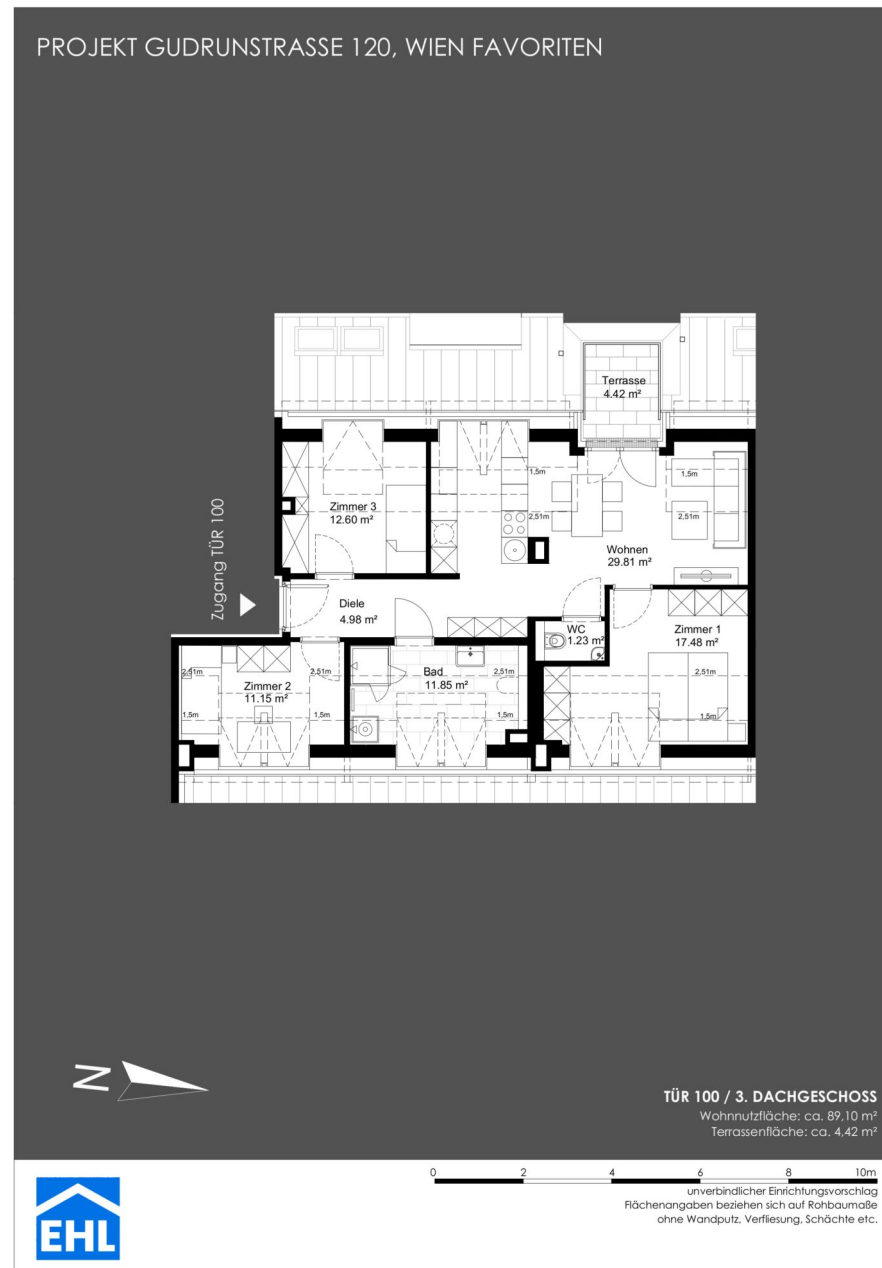 PROJEKT GUDRUNSTRASSE 120, WIEN FAVORITEN
Terrasse
4.42 m²
1,5m
1,5m
Zimmer 3
12.60 m²
2,51m
2,51m
Wohnen
29.81 m²
Zugang TÜR 100
Diele
4.98 m²
WC
1.23 m²
Zimmer 1
17.48 m²
2,51m
2,51m
Bad
11.85 m²
2,51m
2,51m
Zimmer 2
11.15 m²
1,5m
1,5m
1,5m
1,5m
N
TÜR 100 / 3. DACHGESCHOSS
Wohnnutzfläche: ca. 89,10 m²
Terrassenfläche: ca. 4,42 m²
0 2 4 6 8 10m
unverbindlicher Einrichtungsvorschlag
Flächenangaben beziehen sich auf Rohbaumaße
ohne Wandputz, Verfliesung, Schächte etc.
EHL